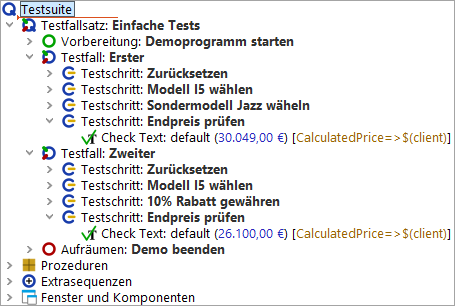 Testsuite
Testfallsatz: Einfache Tests
Vorbereitung: Demoprogramm starten
Testfall: Erster
Testschritt: Zurücksetzen
Testschritt: Modell I5 wählen
Testschritt: Sondermodell Jazz wäheln
Testschritt: Endpreis prüfen
Check Text: default (30.049,00 €) [CalculatedPrice=>$(client)]
Testfall: Zweiter
Testschritt: Zurücksetzen
Testschritt: Modell I5 wählen
Testschritt: 10% Rabatt gewähren
Testschritt: Endpreis prüfen
Check Text: default (26.100,00 €) [CalculatedPrice=>$(client)]
Aufräumen: Demo beenden
Prozeduren
Extrasequenzen
Fenster und Komponenten